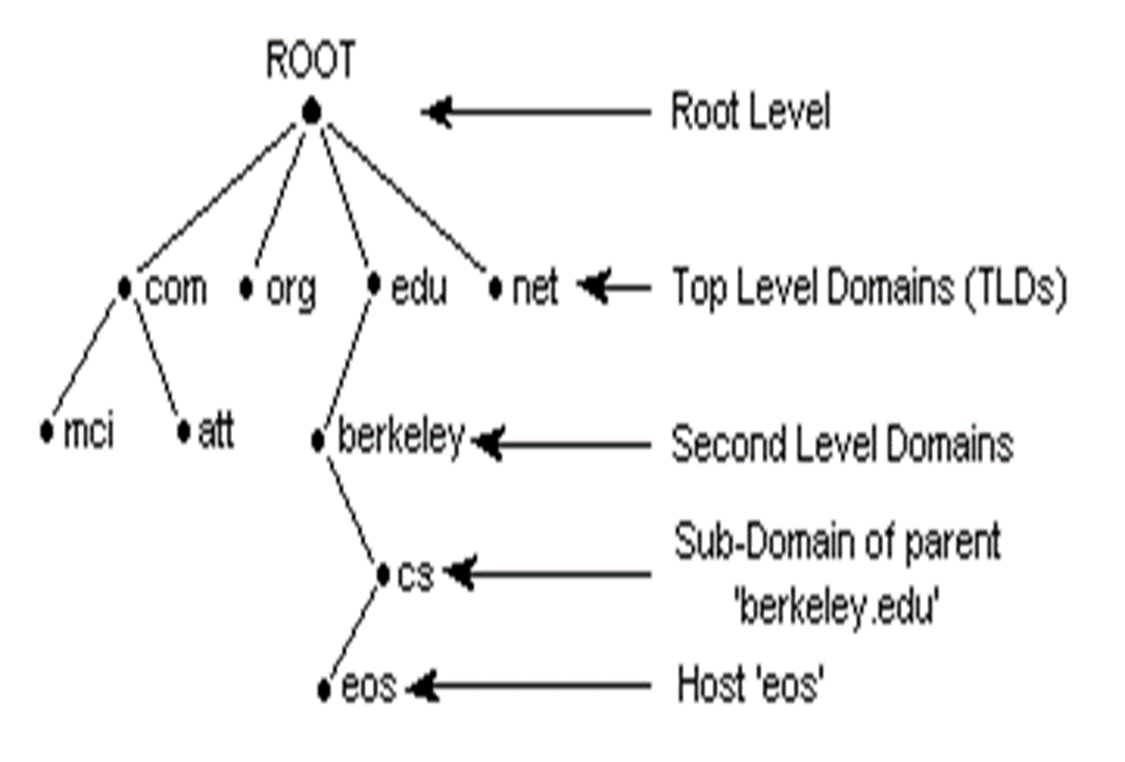 ROOT
Root Level
com org edu net Top Level Domains (TLDs)
mci att berkeley Second Level Domains
cs Sub-Domain of parent
'berkeley.edu'
eos Host 'eos'